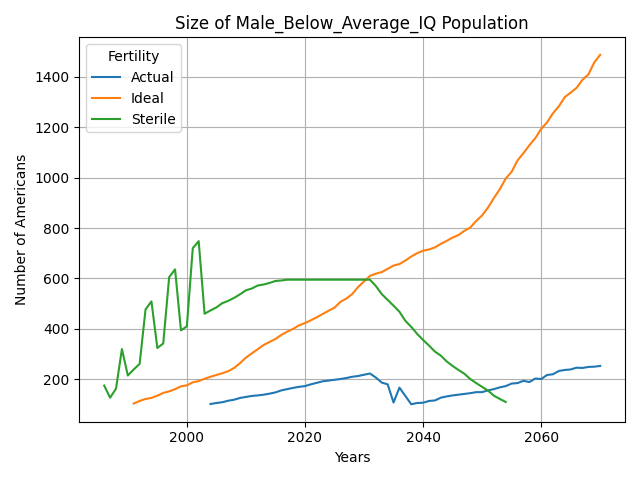 Size of Male_Below_Average_IQ Population
Fertility
Actual
Ideal
Sterile
Number of Americans
1400
1200
1000
800
600
400
200
2000
2020
2040
2060
Years